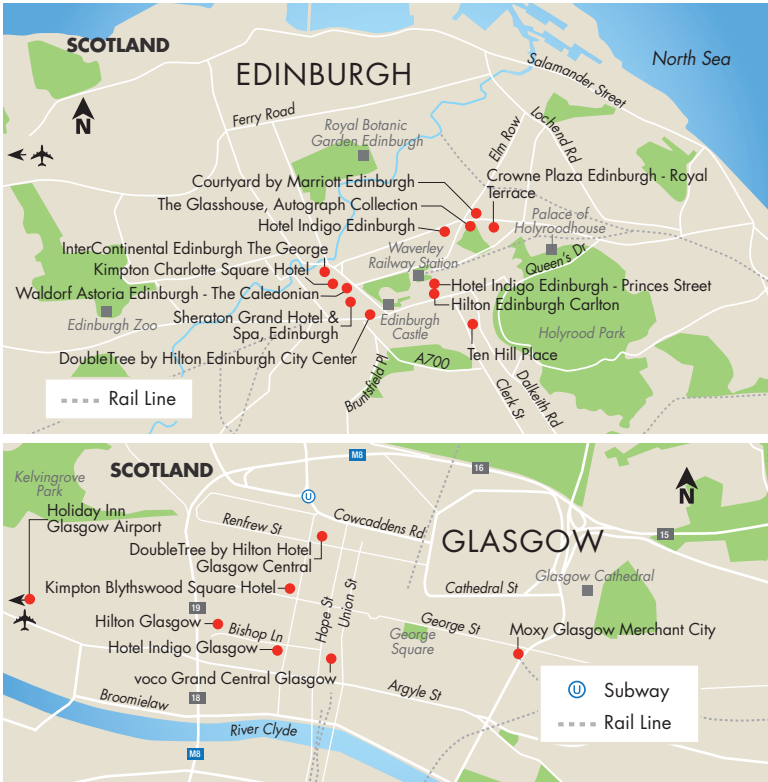 SCOTLAND
EDINBURGH
North Sea
Salamander Street
N
Ferry Road
Lochend Rd
Elm Row
Royal Botanic
Garden Edinburgh
Courtyard by Marriott Edinburgh
Crowne Plaza Edinburgh - Royal
Terrace
The Glasshouse, Autograph Collection
Hotel Indigo Edinburgh
Palace of
Holyroodhouse
InterContinental Edinburgh The George
Waverley
Railway Station
Queen's Dr
Kimpton Charlotte Square Hotel
Hotel Indigo Edinburgh - Princes Street
Waldorf Astoria Edinburgh - The Caledonian
Hilton Edinburgh Carlton
Edinburgh Zoo
Sheraton Grand Hotel &
Spa, Edinburgh
Edinburgh
Castle
Holyrood Park
DoubleTree by Hilton Edinburgh City Center
Ten Hill Place
A700
Bruntsfield Pl
Clerk St
Dalkeith Rd
Rail Line
SCOTLAND
M8
16
Kelvingrove
Park
N
U
Holiday Inn
Glasgow Airport
Renfrew St
Cowcaddens Rd
15
GLASGOW
DoubleTree by Hilton Hotel
Glasgow Central
Glasgow Cathedral
Kimpton Blythswood Square Hotel
Cathedral St
19
Hope St
Union St
Hilton Glasgow
Bishop Ln
George St
George
Square
Moxy Glasgow Merchant City
Hotel Indigo Glasgow
voco Grand Central Glasgow
Argyle St
18
Broomielaw
River Clyde
M8
U Subway
Rail Line